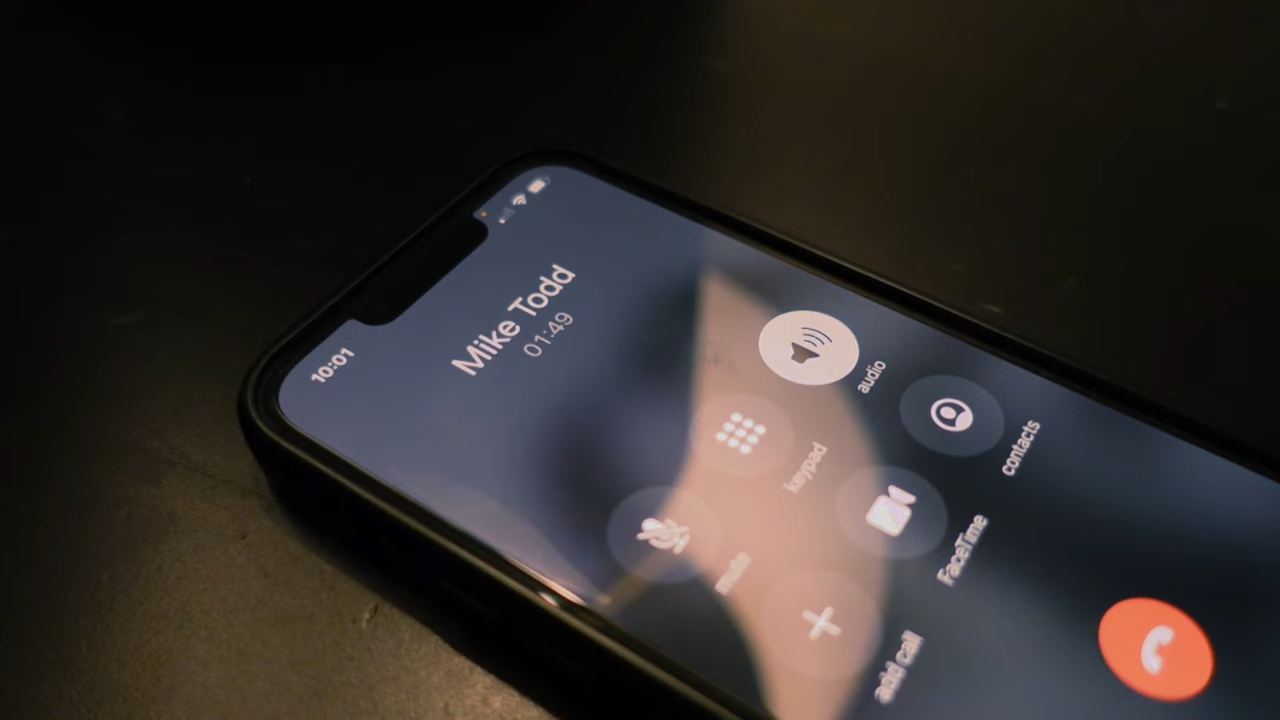 10:01
Mike Todd
01:49
mute
keypad
audio
add call
FaceTime
contacts